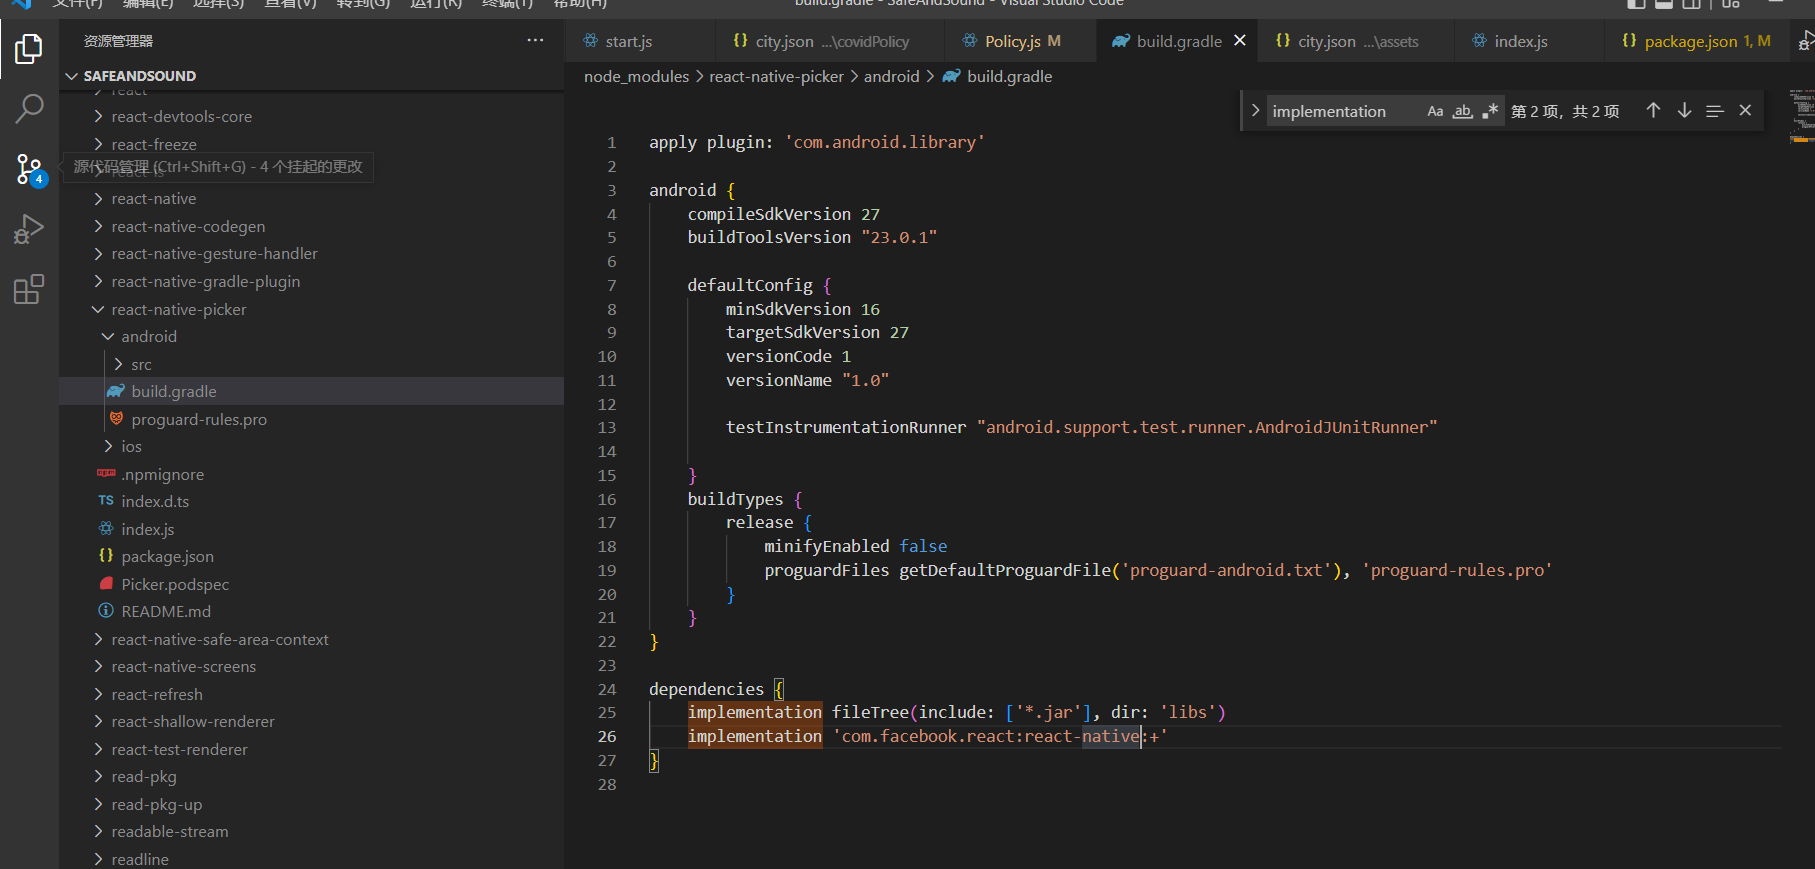 文件(F) 编辑(E) 选择(S) 查看(V) 转到(G) 运行(R) 终端(T) 帮助(H)
build.gradle - SafeAndSound - Visual Studio Code
资源管理器
SAFEANDSOUND
react
react-devtools-core
react-freeze
react-is
源代码管理 (Ctrl+Shift+G) - 4 个挂起的更改
4
react-native
react-native-codegen
react-native-gesture-handler
react-native-gradle-plugin
react-native-picker
android
src
build.gradle
proguard-rules.pro
ios
.npmignore
TS index.d.ts
index.js
{} package.json
Picker.podspec
README.md
react-native-safe-area-context
react-native-screens
react-refresh
react-shallow-renderer
react-test-renderer
read-pkg
read-pkg-up
readable-stream
readline
start.js
{} city.json ...\covidPolicy
Policy.js M
build.gradle
{} city.json ...\assets
index.js
{} package.json 1, M
node_modules > react-native-picker > android > build.gradle
implementation Aa ab .* 第 2 项，共 2 项
1 apply plugin: 'com.android.library'
2
3 android {
4 compileSdkVersion 27
5 buildToolsVersion "23.0.1"
6
7 defaultConfig {
8 minSdkVersion 16
9 targetSdkVersion 27
10 versionCode 1
11 versionName "1.0"
12
13 testInstrumentationRunner "android.support.test.runner.AndroidJUnitRunner"
14
15 }
16 buildTypes {
17 release {
18 minifyEnabled false
19 proguardFiles getDefaultProguardFile('proguard-android.txt'), 'proguard-rules.pro'
20 }
21 }
22 }
23
24 dependencies {
25 implementation fileTree(include: ['*.jar'], dir: 'libs')
26 implementation 'com.facebook.react:react-native:+'
27 }
28